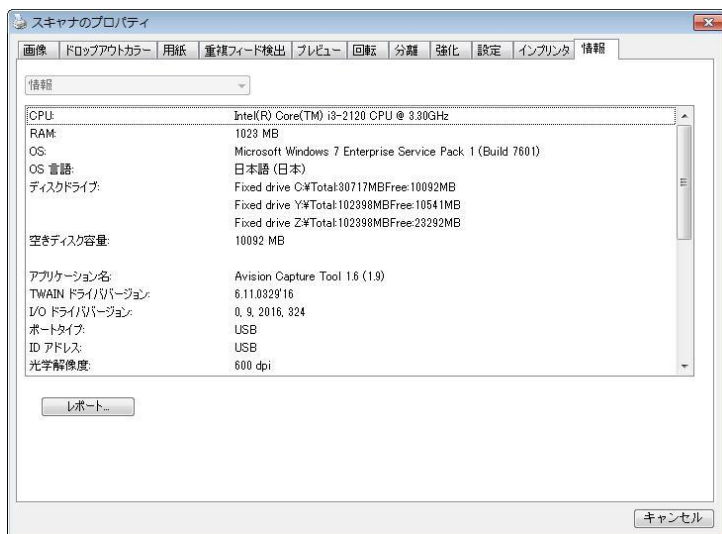 スキャナのプロパティ
画像 ドロップアウトカラー 用紙 重複フィード検出 プレビュー 回転 分離 強化 設定 インプリンタ 情報
情報
CPU: Intel(R) Core(TM) i3-2120 CPU @ 3.30GHz
RAM: 1023 MB
OS: Microsoft Windows 7 Enterprise Service Pack 1 (Build 7601)
OS 言語: 日本語 (日本)
ディスクドライブ: Fixed drive C:¥Total:30717MBFree:10092MB
Fixed drive Y:¥Total:102398MBFree:10541MB
Fixed drive Z:¥Total:102398MBFree:23292MB
空きディスク容量: 10092 MB
アプリケーション名: Avision Capture Tool 1.6 (1.9)
TWAIN ドライババージョン: 6.11.0329'16
I/O ドライババージョン: 0, 9, 2016, 324
ポートタイプ: USB
ID アドレス: USB
光学解像度: 600 dpi
レポート...
キャンセル